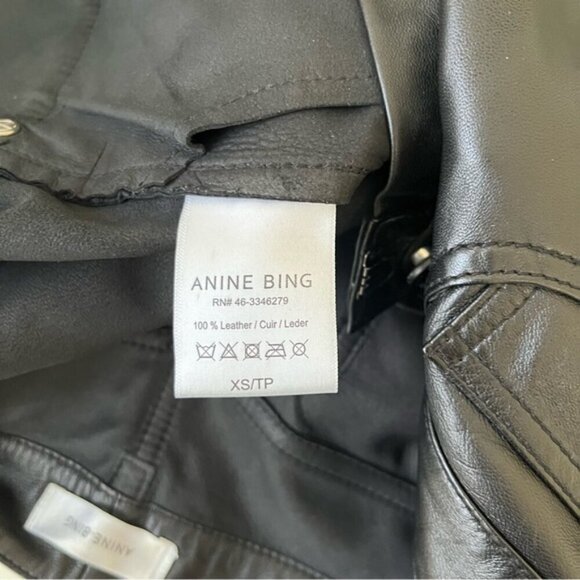 ANINE BING
RN# 46-3346279
100 % Leather / Cuir / Leder
XS/TP
ANINE BING